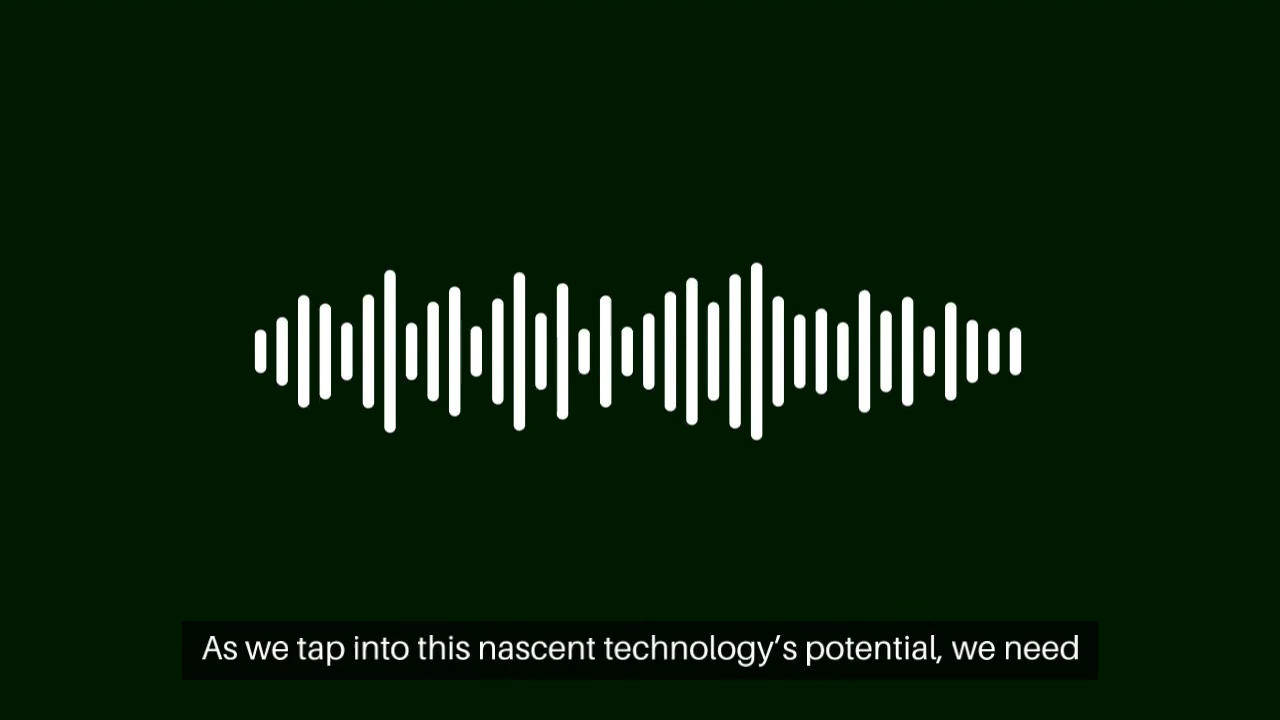 As we tap into this nascent technology’s potential, we need